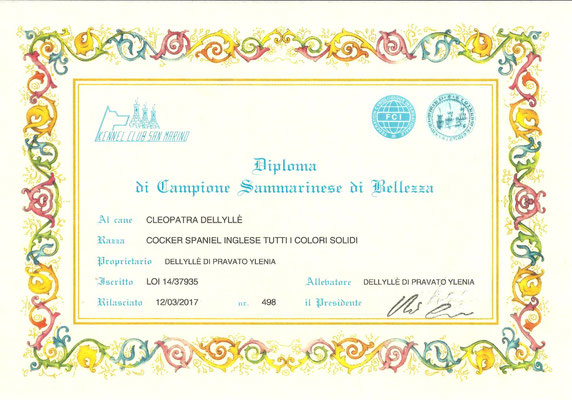 KENNEL CLUB SAN MARINO
FCI
Diploma
di Campione Sammarinese di Bellezza
Al cane CLEOPATRA DELLYLLÈ
Razza COCKER SPANIEL INGLESE TUTTI I COLORI SOLIDI
Proprietario DELLYLLÈ DI PRAVATO YLENIA
Iscritto LOI 14/37935 Allevatore DELLYLLÈ DI PRAVATO YLENIA
Rilasciato 12/03/2017 nr. 498 il Presidente